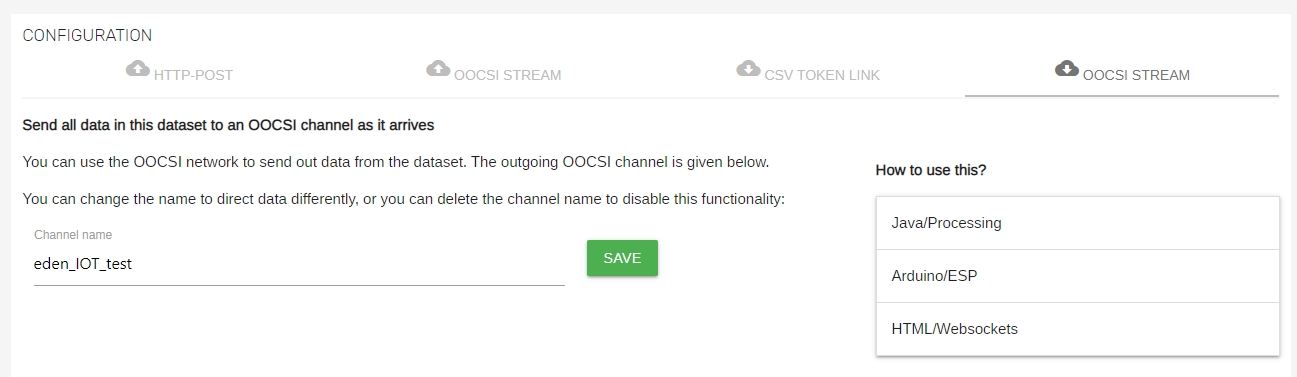 CONFIGURATION
HTTP-POST
OOCSI STREAM
CSV TOKEN LINK
OOCSI STREAM
Send all data in this dataset to an OOCSI channel as it arrives
You can use the OOCSI network to send out data from the dataset. The outgoing OOCSI channel is given below.
You can change the name to direct data differently, or you can delete the channel name to disable this functionality:
Channel name
eden_IOT_test
SAVE
How to use this?
Java/Processing
Arduino/ESP
HTML/Websockets